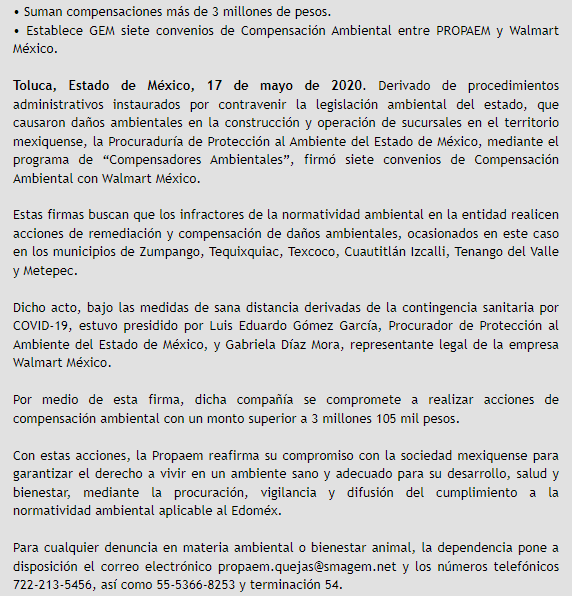 • Suman compensaciones más de 3 millones de pesos.
• Establece GEM siete convenios de Compensación Ambiental entre PROPAEM y Walmart
México.
Toluca, Estado de México, 17 de mayo de 2020. Derivado de procedimientos
administrativos instaurados por contravenir la legislación ambiental del estado, que
causaron daños ambientales en la construcción y operación de sucursales en el territorio
mexiquense, la Procuraduría de Protección al Ambiente del Estado de México, mediante el
programa de “Compensadores Ambientales”, firmó siete convenios de Compensación
Ambiental con Walmart México.
Estas firmas buscan que los infractores de la normatividad ambiental en la entidad realicen
acciones de remediación y compensación de daños ambientales, ocasionados en este caso
en los municipios de Zumpango, Tequixquiac, Texcoco, Cuautitlán Izcalli, Tenango del Valle
y Metepec.
Dicho acto, bajo las medidas de sana distancia derivadas de la contingencia sanitaria por
COVID-19, estuvo presidido por Luis Eduardo Gómez García, Procurador de Protección al
Ambiente del Estado de México, y Gabriela Díaz Mora, representante legal de la empresa
Walmart México.
Por medio de esta firma, dicha compañía se compromete a realizar acciones de
compensación ambiental con un monto superior a 3 millones 105 mil pesos.
Con estas acciones, la Propaem reafirma su compromiso con la sociedad mexiquense para
garantizar el derecho a vivir en un ambiente sano y adecuado para su desarrollo, salud y
bienestar, mediante la procuración, vigilancia y difusión del cumplimiento a la
normatividad ambiental aplicable al Edoméx.
Para cualquier denuncia en materia ambiental o bienestar animal, la dependencia pone a
disposición el correo electrónico propaem.quejas@smagem.net y los números telefónicos
722-213-5456, así como 55-5366-8253 y terminación 54.